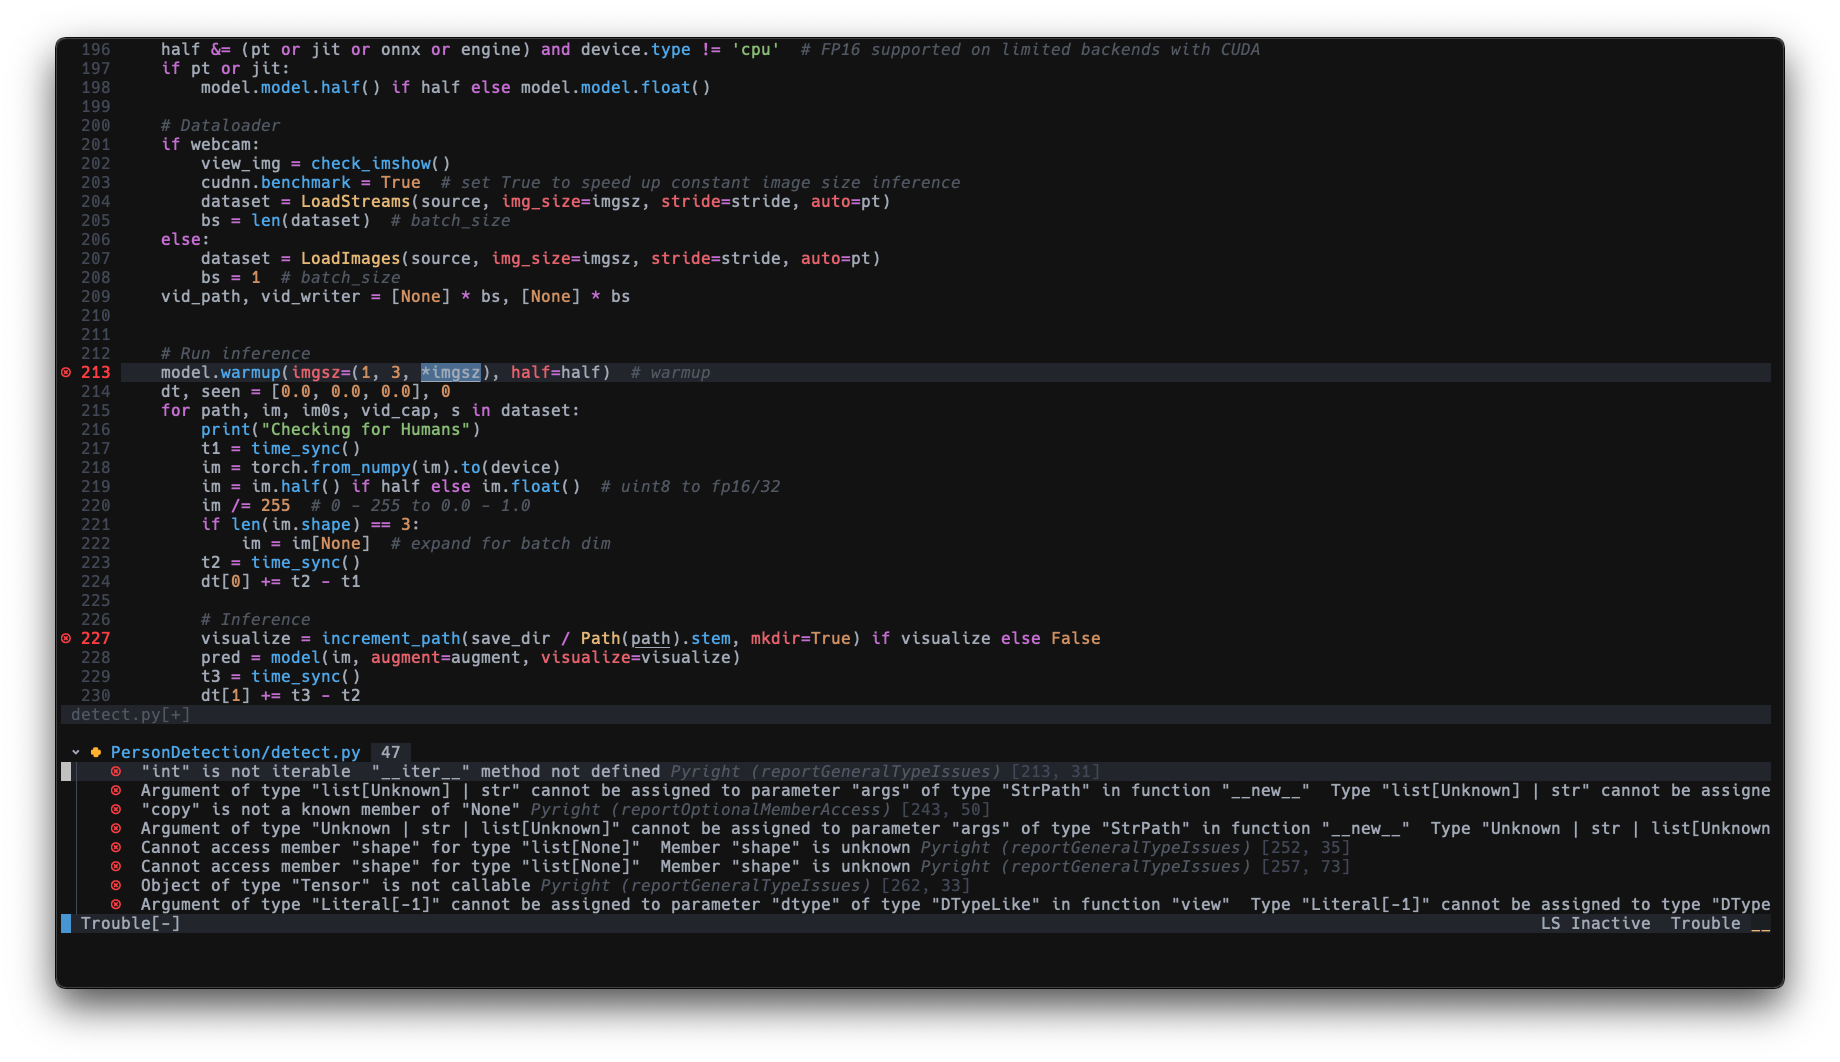 196     half &= (pt or jit or onnx or engine) and device.type != 'cpu'  # FP16 supported on limited backends with CUDA
197     if pt or jit:
198         model.model.half() if half else model.model.float()
199
200     # Dataloader
201     if webcam:
202         view_img = check_imshow()
203         cudnn.benchmark = True  # set True to speed up constant image size inference
204         dataset = LoadStreams(source, img_size=imgsz, stride=stride, auto=pt)
205         bs = len(dataset)  # batch_size
206     else:
207         dataset = LoadImages(source, img_size=imgsz, stride=stride, auto=pt)
208         bs = 1  # batch_size
209     vid_path, vid_writer = [None] * bs, [None] * bs
210
211
212     # Run inference
213     model.warmup(imgsz=(1, 3, *imgsz), half=half)  # warmup
214     dt, seen = [0.0, 0.0, 0.0], 0
215     for path, im, im0s, vid_cap, s in dataset:
216         print("Checking for Humans")
217         t1 = time_sync()
218         im = torch.from_numpy(im).to(device)
219         im = im.half() if half else im.float()  # uint8 to fp16/32
220         im /= 255  # 0 - 255 to 0.0 - 1.0
221         if len(im.shape) == 3:
222             im = im[None]  # expand for batch dim
223         t2 = time_sync()
224         dt[0] += t2 - t1
225
226         # Inference
227         visualize = increment_path(save_dir / Path(path).stem, mkdir=True) if visualize else False
228         pred = model(im, augment=augment, visualize=visualize)
229         t3 = time_sync()
230         dt[1] += t3 - t2
detect.py[+]
PersonDetection/detect.py 47
"int" is not iterable  "__iter__" method not defined Pyright (reportGeneralTypeIssues) [213, 31]
Argument of type "list[Unknown] | str" cannot be assigned to parameter "args" of type "StrPath" in function "__new__"  Type "list[Unknown] | str" cannot be assigne
"copy" is not a known member of "None" Pyright (reportOptionalMemberAccess) [243, 50]
Argument of type "Unknown | str | list[Unknown]" cannot be assigned to parameter "args" of type "StrPath" in function "__new__"  Type "Unknown | str | list[Unknown
Cannot access member "shape" for type "list[None]"  Member "shape" is unknown Pyright (reportGeneralTypeIssues) [252, 35]
Cannot access member "shape" for type "list[None]"  Member "shape" is unknown Pyright (reportGeneralTypeIssues) [257, 73]
Object of type "Tensor" is not callable Pyright (reportGeneralTypeIssues) [262, 33]
Argument of type "Literal[-1]" cannot be assigned to parameter "dtype" of type "DTypeLike" in function "view"  Type "Literal[-1]" cannot be assigned to type "DType
Trouble[-] LS Inactive  Trouble __